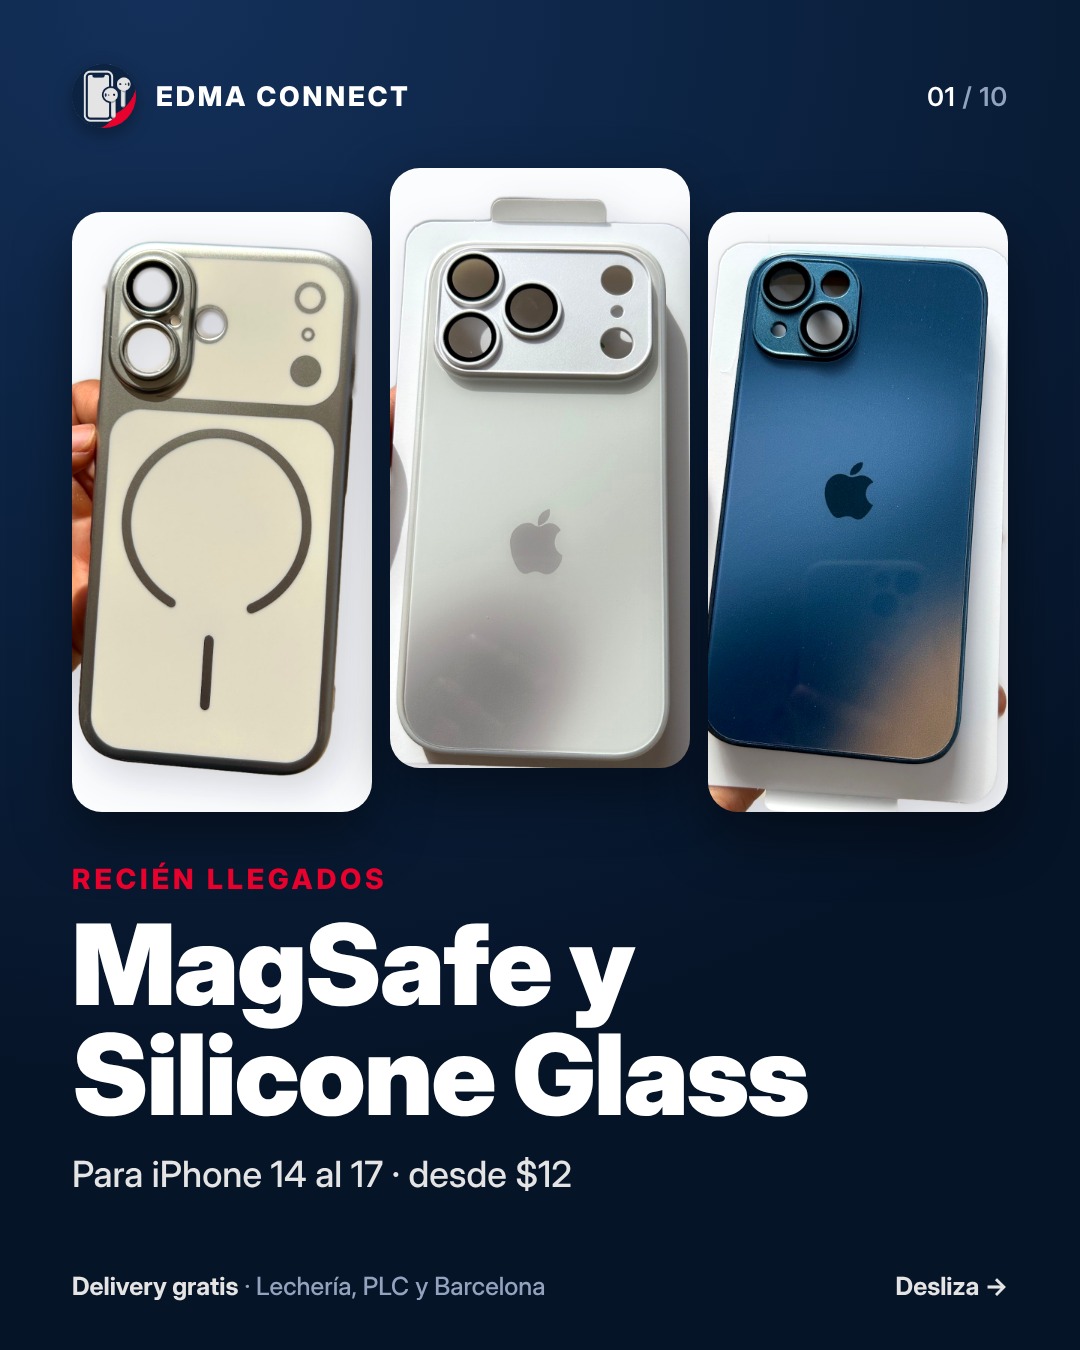 EDMA CONNECT
01 / 10
RECIÉN LLEGADOS
MagSafe y
Silicone Glass
Para iPhone 14 al 17 · desde $12
Delivery gratis · Lechería, PLC y Barcelona
Desliza →